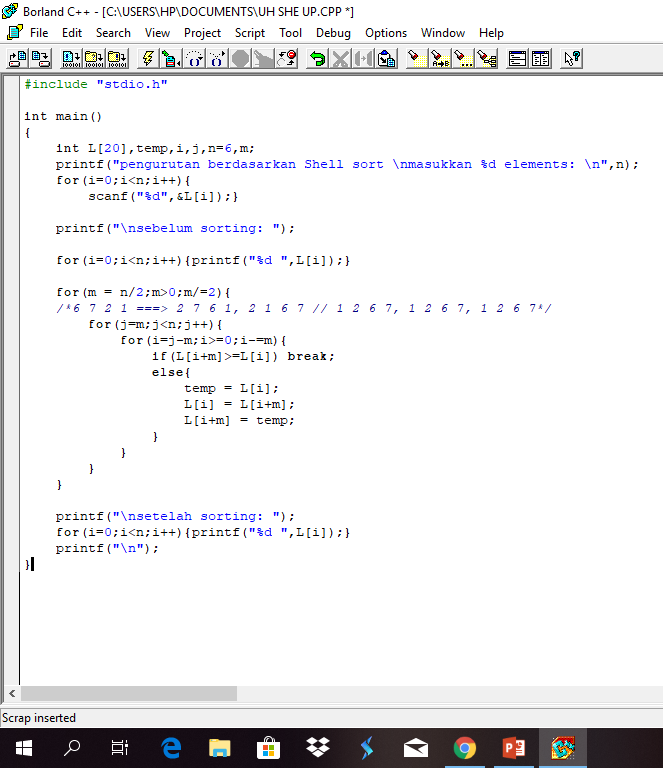 Borland C++ - [C:\USERS\HP\DOCUMENTS\UH SHE UP.CPP *]
File Edit Search View Project Script Tool Debug Options Window Help
#include "stdio.h"
int main()
{
int L[20],temp,i,j,n=6,m;
printf("pengurutan berdasarkan Shell sort \nmasukkan %d elements: \n",n);
for(i=0;i<n;i++){
scanf("%d",&L[i]);}
printf("\nsebelum sorting: ");
for(i=0;i<n;i++){printf("%d ",L[i]);}
for(m = n/2;m>0;m/=2){
/*6 7 2 1 ===> 2 7 6 1, 2 1 6 7 // 1 2 6 7, 1 2 6 7, 1 2 6 7*/
for(j=m;j<n;j++){
for(i=j-m;i>=0;i-=m){
if(L[i+m]>=L[i]) break;
else{
temp = L[i];
L[i] = L[i+m];
L[i+m] = temp;
}
}
}
}
printf("\nsetelah sorting: ");
for(i=0;i<n;i++){printf("%d ",L[i]);}
printf("\n");
}
Scrap inserted